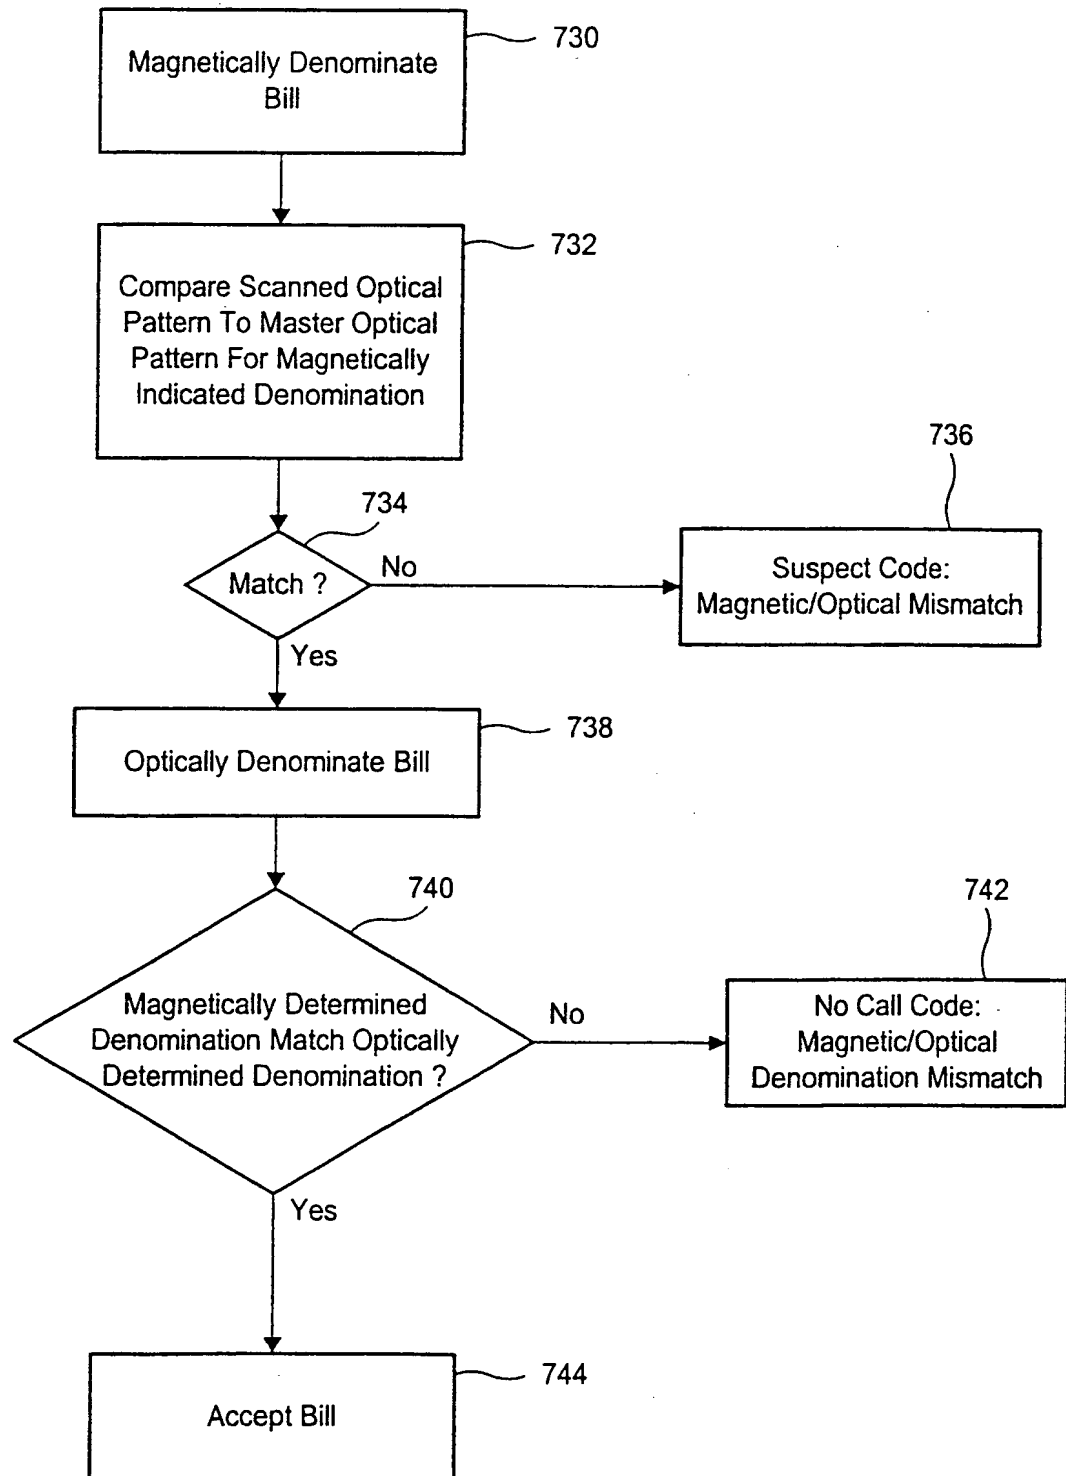 730
Magnetically Denominate
Bill
732
Compare Scanned Optical
Pattern To Master Optical
Pattern For Magnetically
Indicated Denomination
734
Match ?
No
Yes
736
Suspect Code:
Magnetic/Optical Mismatch
738
Optically Denominate Bill
740
Magnetically Determined
Denomination Match Optically
Determined Denomination ?
No
Yes
742
No Call Code:
Magnetic/Optical
Denomination Mismatch
744
Accept Bill